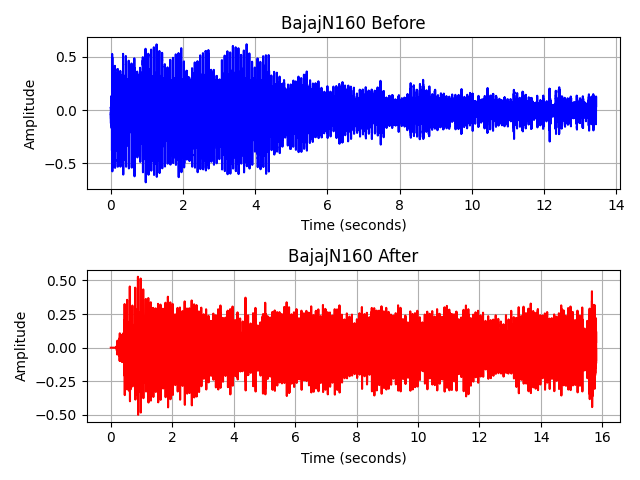 BajajN160 Before
0.5
0.0
−0.5
Amplitude
0 2 4 6 8 10 12 14
Time (seconds)
BajajN160 After
0.50
0.25
0.00
−0.25
−0.50
Amplitude
0 2 4 6 8 10 12 14 16
Time (seconds)